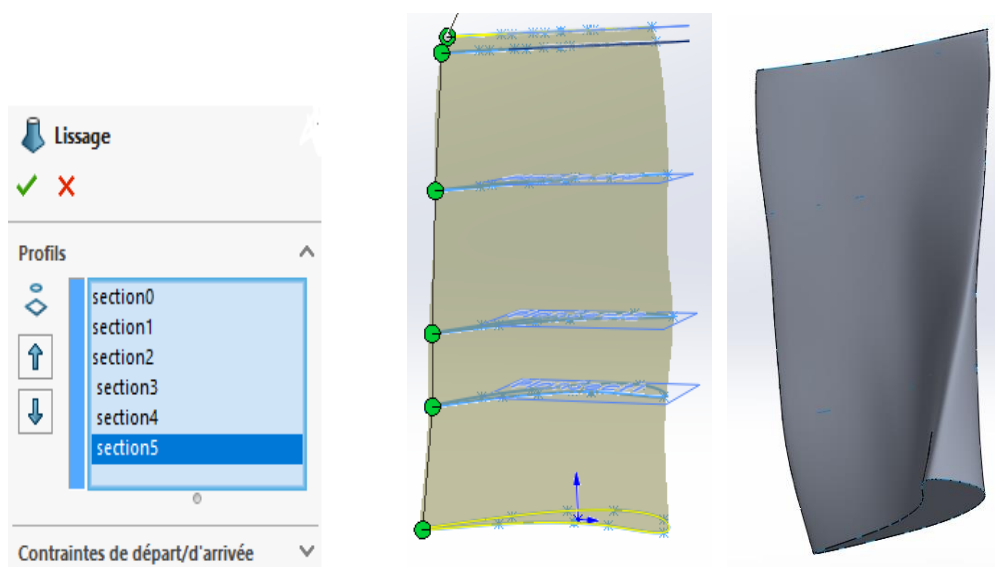 Lissage
Profils
section0
section1
section2
section3
section4
section5
Contraintes de départ/d'arrivée